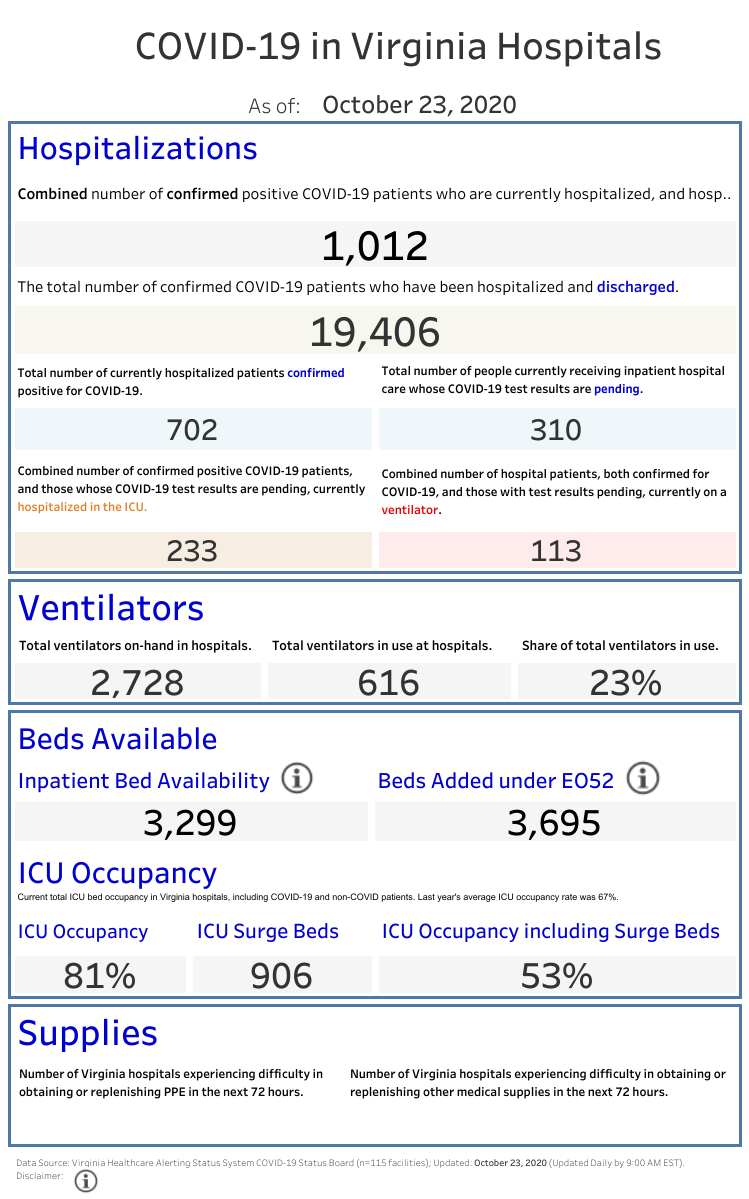 COVID-19 in Virginia Hospitals
As of: October 23, 2020
Hospitalizations
Combined number of confirmed positive COVID-19 patients who are currently hospitalized, and hosp..
1,012
The total number of confirmed COVID-19 patients who have been hospitalized and discharged.
19,406
Total number of currently hospitalized patients confirmed
positive for COVID-19.
702
Total number of people currently receiving inpatient hospital
care whose COVID-19 test results are pending.
310
Combined number of confirmed positive COVID-19 patients,
and those whose COVID-19 test results are pending, currently
hospitalized in the ICU.
233
Combined number of hospital patients, both confirmed for
COVID-19, and those with test results pending, currently on a
ventilator.
113
Ventilators
Total ventilators on-hand in hospitals.
2,728
Total ventilators in use at hospitals.
616
Share of total ventilators in use.
23%
Beds Available
Inpatient Bed Availability
3,299
Beds Added under EO52
3,695
ICU Occupancy
Current total ICU bed occupancy in Virginia hospitals, including COVID-19 and non-COVID patients. Last year's average ICU occupancy rate was 67%.
ICU Occupancy
81%
ICU Surge Beds
906
ICU Occupancy including Surge Beds
53%
Supplies
Number of Virginia hospitals experiencing difficulty in
obtaining or replenishing PPE in the next 72 hours.
Number of Virginia hospitals experiencing difficulty in obtaining or
replenishing other medical supplies in the next 72 hours.
Data Source: Virginia Healthcare Alerting Status System COVID-19 Status Board (n=115 facilities); Updated: October 23, 2020 (Updated Daily by 9:00 AM EST).
Disclaimer: